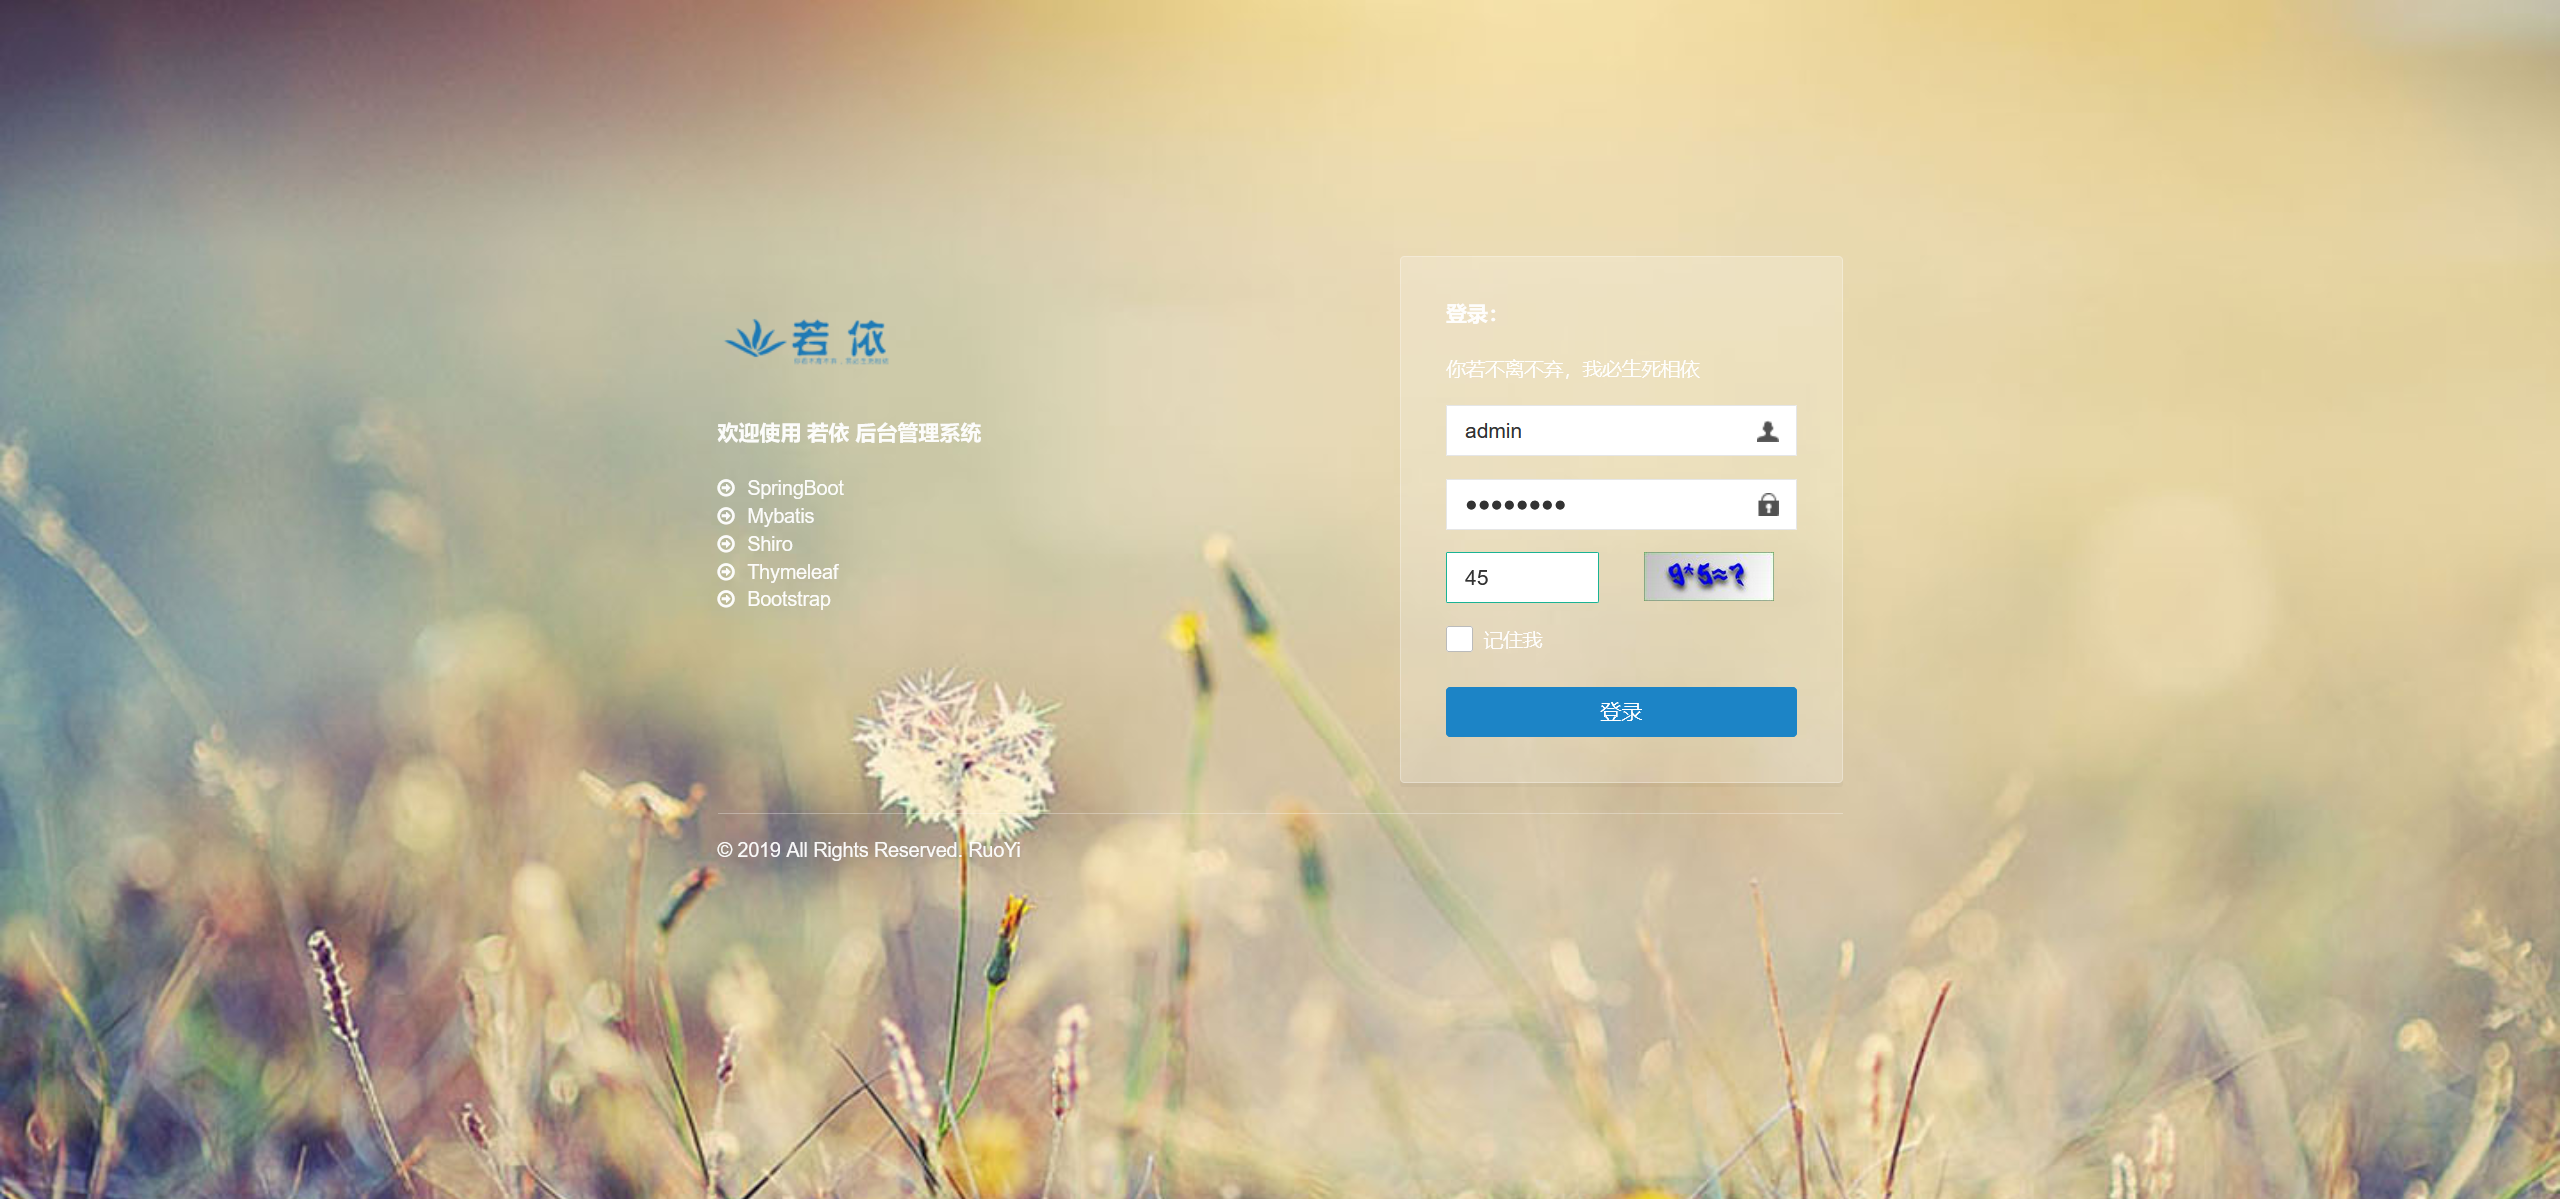 若 依
欢迎使用 若依 后台管理系统
SpringBoot
Mybatis
Shiro
Thymeleaf
Bootstrap
登录：
你若不离不弃，我必生死相依
admin
45
9*5=?
记住我
登录
© 2019 All Rights Reserved. RuoYi